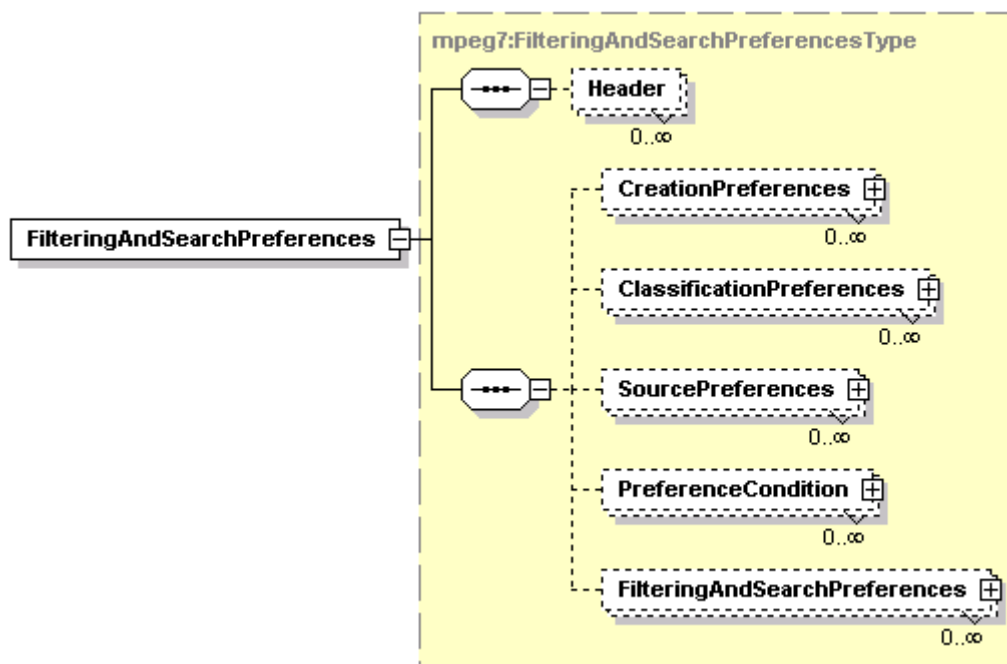 mpeg7:FilteringAndSearchPreferencesType
Header
0..∞
CreationPreferences
0..∞
FilteringAndSearchPreferences
ClassificationPreferences
0..∞
SourcePreferences
0..∞
PreferenceCondition
0..∞
FilteringAndSearchPreferences
0..∞